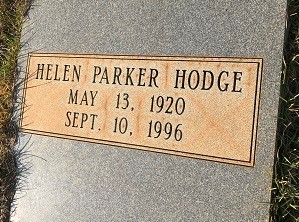 HELEN PARKER HODGE
MAY 13, 1920
SEPT. 10, 1996